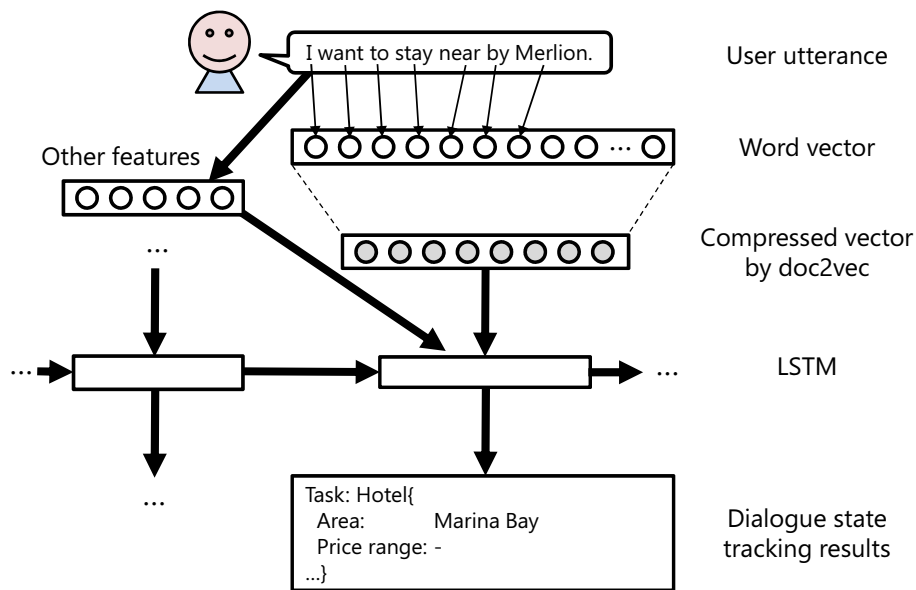 I want to stay near by Merlion.
User utterance
...
Word vector
Other features
...
Compressed vector
by doc2vec
...
...
LSTM
...
Task: Hotel{
Area: Marina Bay
Price range: -
...}
Dialogue state
tracking results